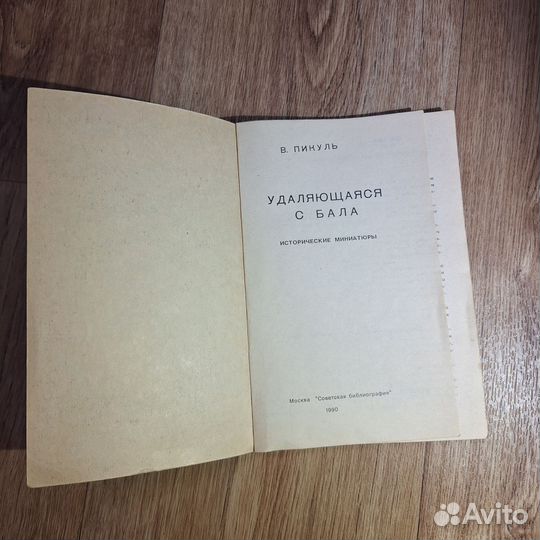 В. ПИКУЛЬ
УДАЛЯЮЩАЯСЯ
С БАЛА
ИСТОРИЧЕСКИЕ МИНИАТЮРЫ
Москва "Советская библиография"
1990
Avito